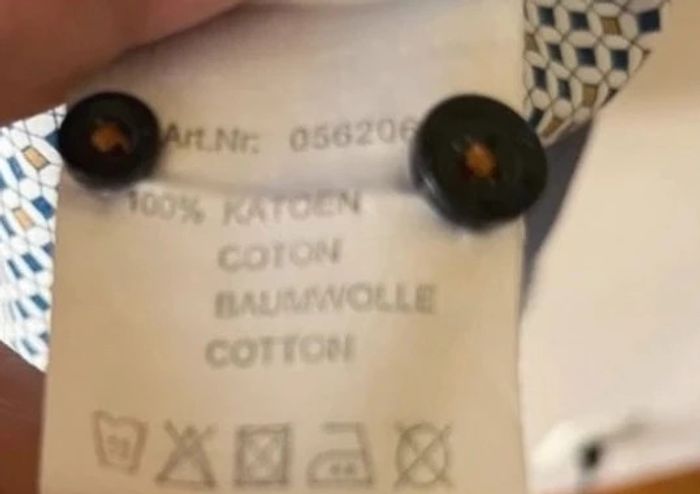 Art.Nr: 056206
100% KATOEN
COTON
BAUMWOLLE
COTTON